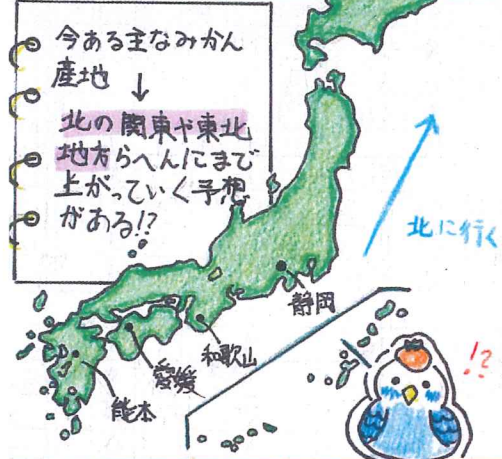 今ある主なみかん
産地
↓
北の関東や東北
地方らへんにまで
上がっていく予想
がある!?
北に行く
静岡
和歌山
愛媛
熊本
!?